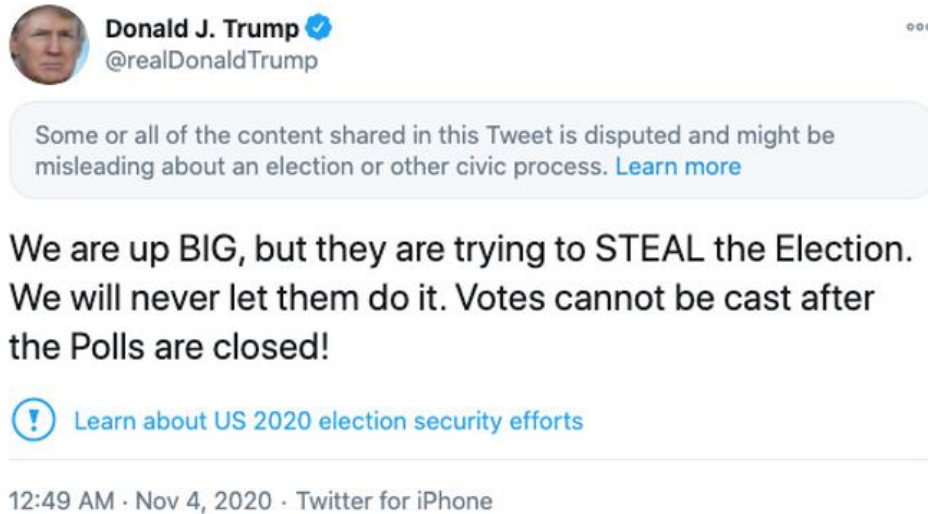 Donald J. Trump
@realDonaldTrump
Some or all of the content shared in this Tweet is disputed and might be
misleading about an election or other civic process. Learn more
We are up BIG, but they are trying to STEAL the Election.
We will never let them do it. Votes cannot be cast after
the Polls are closed!
Learn about US 2020 election security efforts
12:49 AM · Nov 4, 2020 · Twitter for iPhone